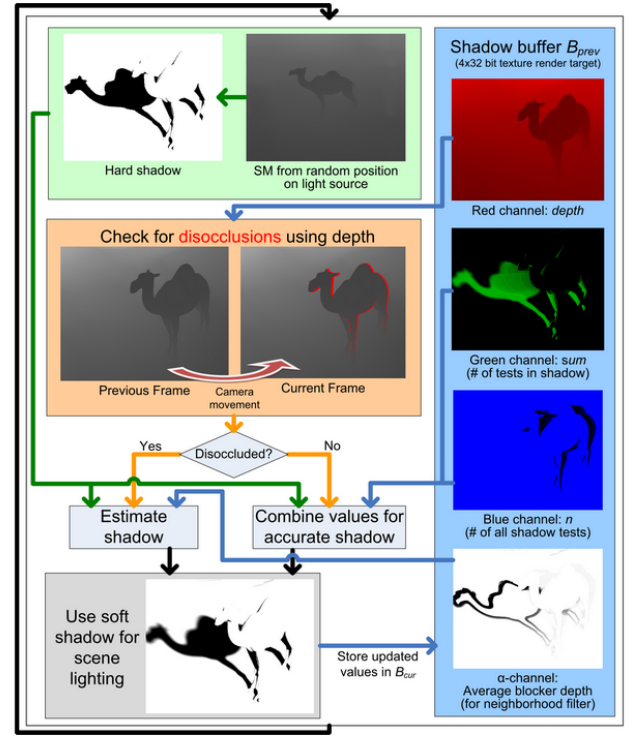 Hard shadow
SM from random position
on light source
Shadow buffer Bprev
(4x32 bit texture render target)
Red channel: depth
Check for disocclusions using depth
Previous Frame
Camera
movement
Current Frame
Green channel: sum
(# of tests in shadow)
Yes
Disoccluded?
No
Estimate
shadow
Combine values for
accurate shadow
Blue channel: n
(# of all shadow tests)
Use soft
shadow for
scene
lighting
Store updated
values in Bcur
α-channel:
Average blocker depth
(for neighborhood filter)